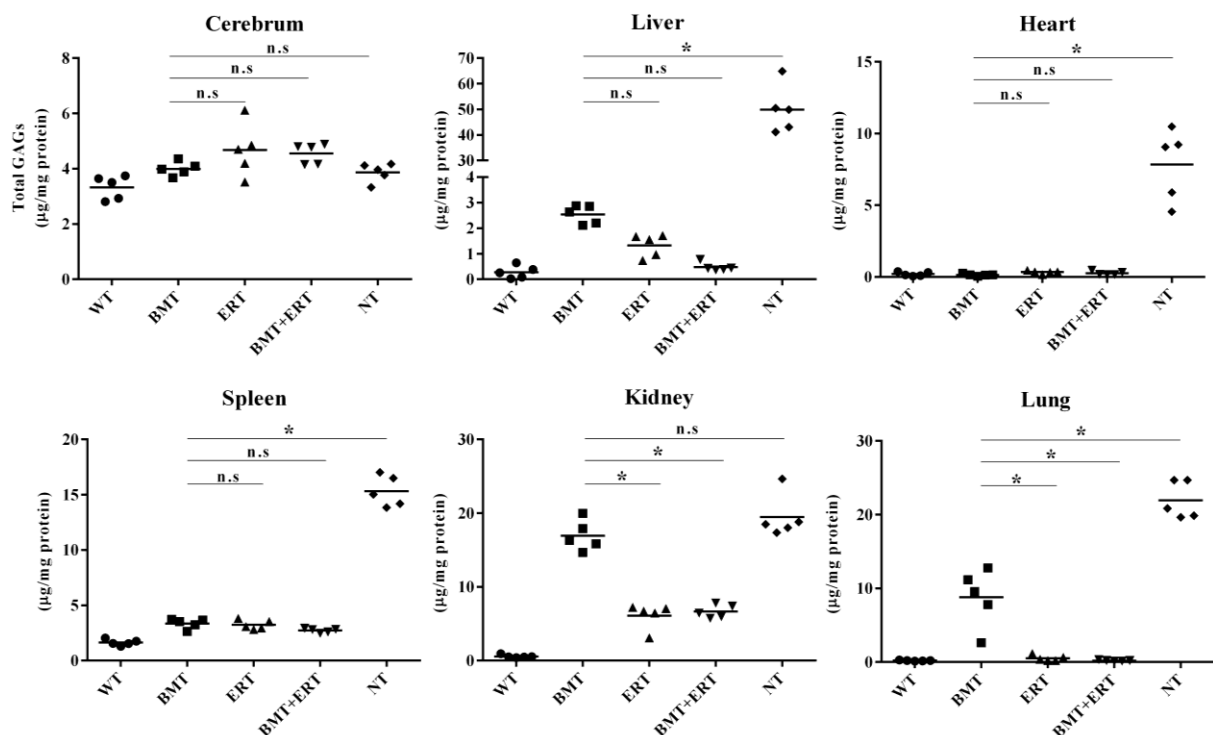 Cerebrum
Total GAGs
(µg/mg protein)
8
6
4
2
0
n.s
n.s
n.s
WT
BMT
ERT
BMT+ERT
NT
Liver
(µg/mg protein)
70
60
50
40
30
20
10
4
3
2
1
0
*
n.s
n.s
WT
BMT
ERT
BMT+ERT
NT
Heart
(µg/mg protein)
15
10
5
0
*
n.s
n.s
WT
BMT
ERT
BMT+ERT
NT
Spleen
(µg/mg protein)
20
15
10
5
0
*
n.s
n.s
WT
BMT
ERT
BMT+ERT
NT
Kidney
(µg/mg protein)
30
20
10
0
n.s
*
*
WT
BMT
ERT
BMT+ERT
NT
Lung
(µg/mg protein)
30
20
10
0
*
*
*
WT
BMT
ERT
BMT+ERT
NT